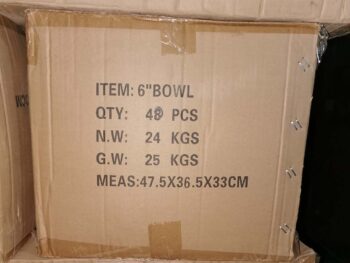 ITEM: 6"BOWL
QTY: 48 PCS
N.W: 24 KGS
G.W: 25 KGS
MEAS:47.5X36.5X33CM